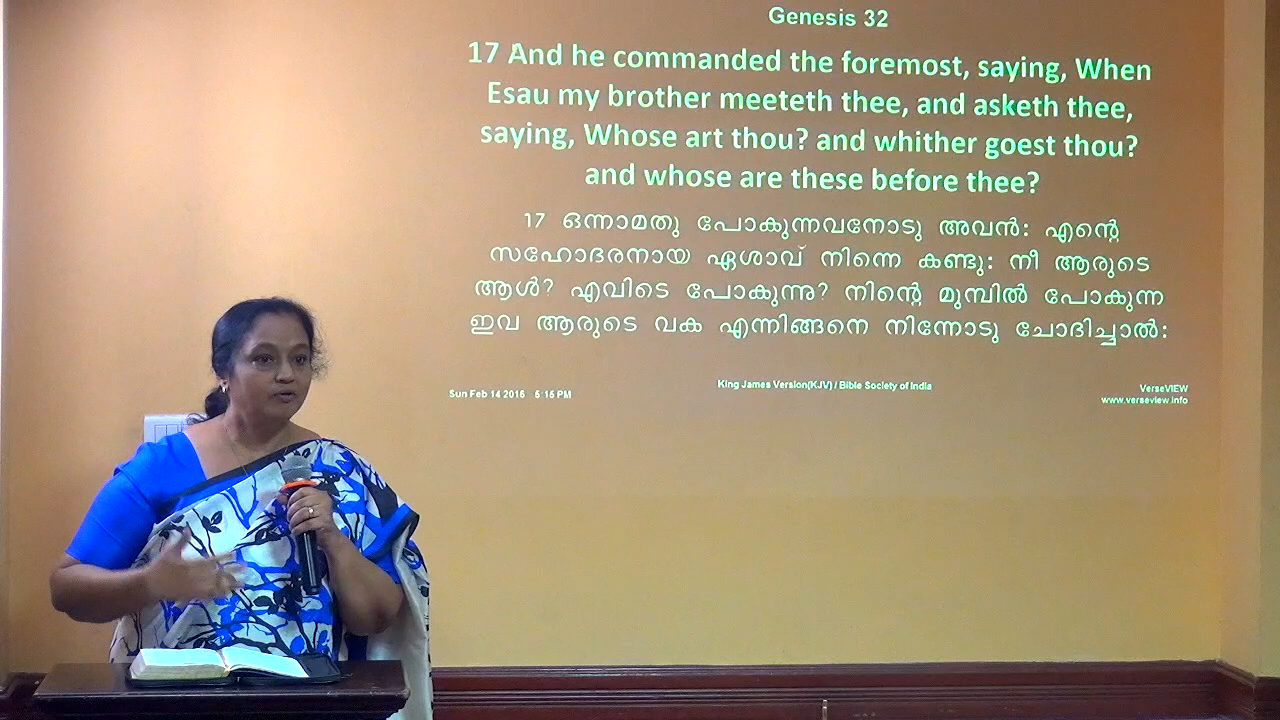 Genesis 32
17 And he commanded the foremost, saying, When
Esau my brother meeteth thee, and asketh thee,
saying, Whose art thou? and whither goest thou?
and whose are these before thee?
17 ഒന്നാമതു പോകുന്നവനോടു അവൻ: എന്റെ
സഹോദരനായ ഏശാവ് നിന്നെ കണ്ടു: നീ ആരുടെ
ആൾ? എവിടെ പോകുന്നു? നിന്റെ മുമ്പിൽ പോകുന്ന
ഇവ ആരുടെ വക എന്നിങ്ങനെ നിന്നോടു ചോദിച്ചാൽ:
Sun Feb 14 2016 5:15 PM
King James Version(KJV) / Bible Society of India
VerseVIEW
www.verseview.info